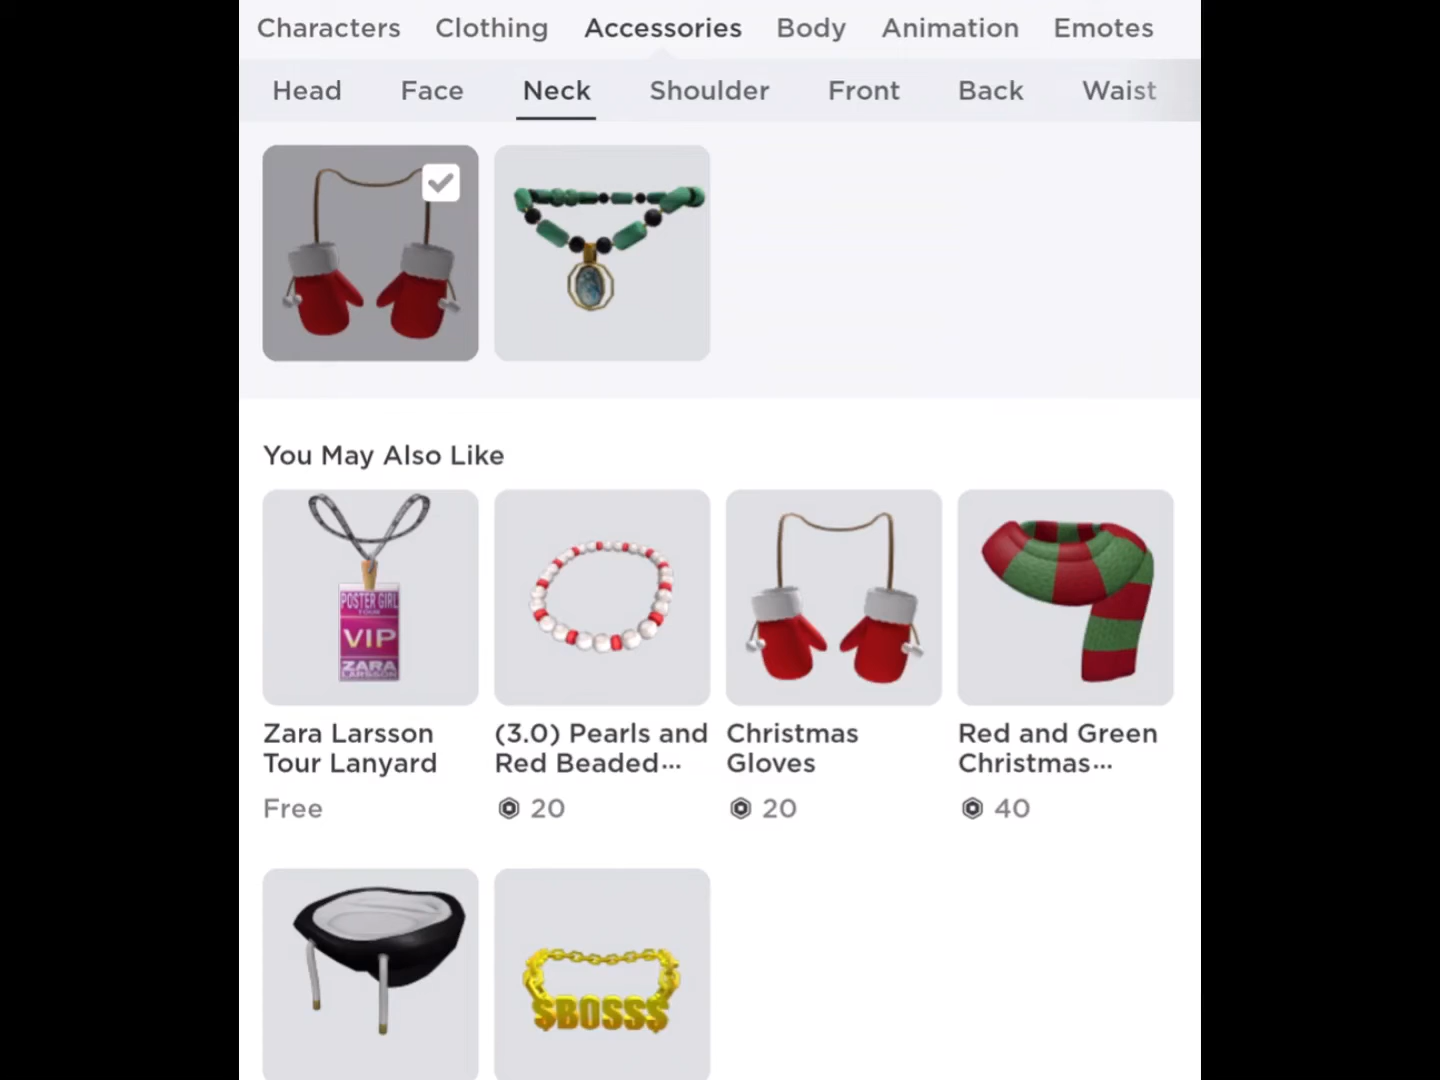 Characters Clothing Accessories Body Animation Emotes
Head Face Neck Shoulder Front Back Waist
You May Also Like
POSTER GIRL
TOUR
VIP
ZARA
LARSSON
Zara Larsson
Tour Lanyard
Free
(3.0) Pearls and
Red Beaded...
20
Christmas
Gloves
20
Red and Green
Christmas...
40
$BOSS$